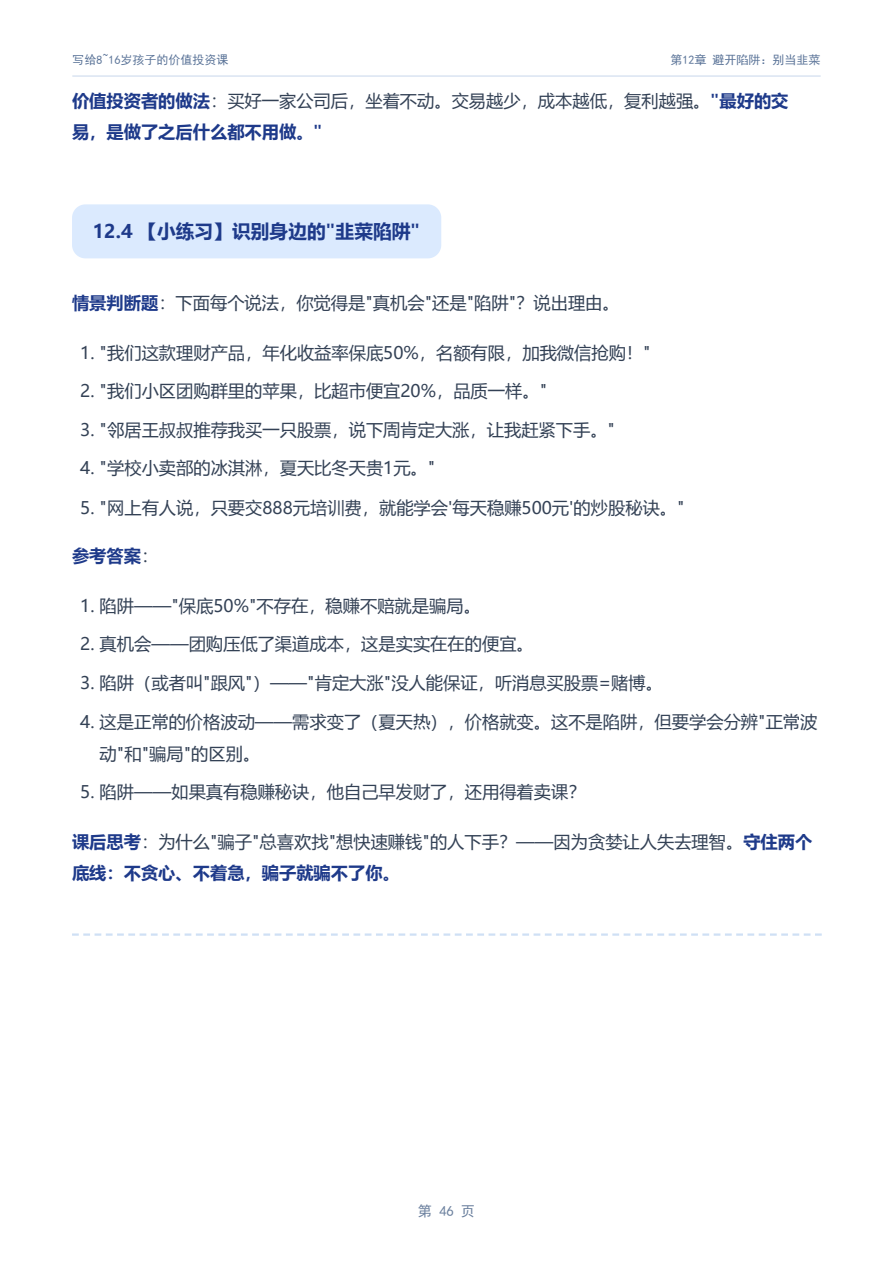 写给8~16岁孩子的价值投资课
第12章 避开陷阱：别当韭菜
价值投资者的做法：买好一家公司后，坐着不动。交易越少，成本越低，复利越强。"最好的交
易，是做了之后什么都不用做。"
12.4 【小练习】识别身边的"韭菜陷阱"
情景判断题：下面每个说法，你觉得是"真机会"还是"陷阱"？说出理由。
1. "我们这款理财产品，年化收益率保底50%，名额有限，加我微信抢购！"
2. "我们小区团购群里的苹果，比超市便宜20%，品质一样。"
3. "邻居王叔叔推荐我买一只股票，说下周肯定大涨，让我赶紧下手。"
4. "学校小卖部的冰淇淋，夏天比冬天贵1元。"
5. "网上有人说，只要交888元培训费，就能学会'每天稳赚500元'的炒股秘诀。"
参考答案：
1. 陷阱——"保底50%"不存在，稳赚不赔就是骗局。
2. 真机会——团购压低了渠道成本，这是实实在在的便宜。
3. 陷阱（或者叫"跟风"）——"肯定大涨"没人能保证，听消息买股票=赌博。
4. 这是正常的价格波动——需求变了（夏天热），价格就变。这不是陷阱，但要学会分辨"正常波
动"和"骗局"的区别。
5. 陷阱——如果真有稳赚秘诀，他自己早发财了，还用得着卖课？
课后思考：为什么"骗子"总喜欢找"想快速赚钱"的人下手？——因为贪婪让人失去理智。守住两个
底线：不贪心、不着急，骗子就骗不了你。
第 46 页